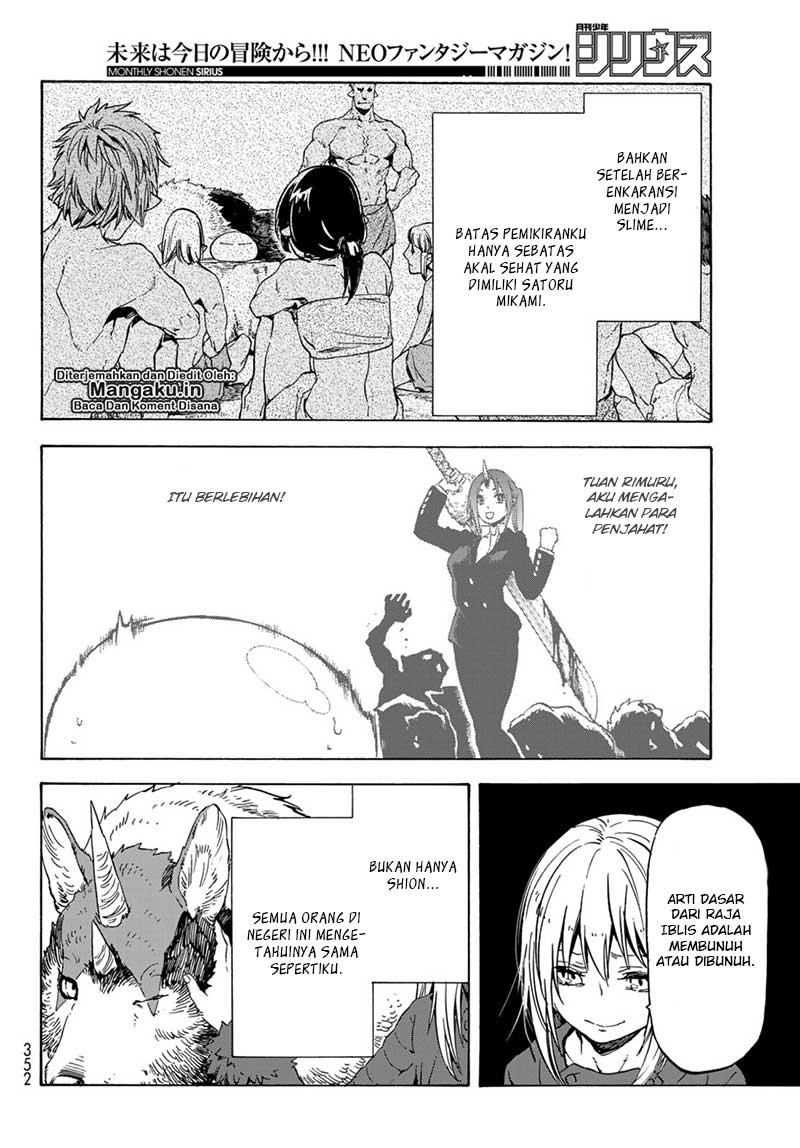 未来は今日の冒険から!!! NEOファンタジーマガジン!
月刊少年
シリウス
MONTHLY SHONEN SIRIUS
BAHKAN
SETELAH BER-
ENKARANSI
MENJADI
SLIME...
BATAS PEMIKIRANKU
HANYA SEBATAS
AKAL SEHAT YANG
DIMILIKI SATORU
MIKAMI.
Diterjemahkan dan Diedit Oleh:
Mangaku.in
Baca Dan Koment Disana
TUAN RIMURU,
AKU MENGA-
LAHKAN PARA
PENJAHAT!
ITU BERLEBIHAN!
ARTI DASAR
DARI RAJA
IBLIS ADALAH
MEMBUNUH
ATAU DIBUNUH.
BUKAN HANYA
SHION...
SEMUA ORANG DI
NEGERI INI MENGE-
TAHUINYA SAMA
SEPERTIKU.
352